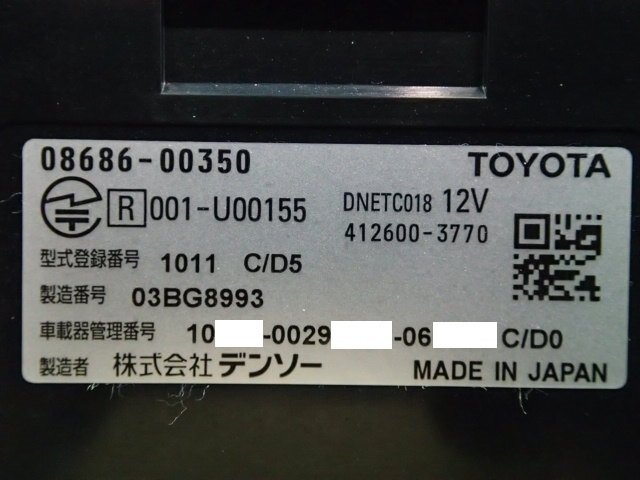 08686-00350 TOYOTA
R 001-U00155 DNETC018 12V
412600-3770
型式登録番号 1011 C/D5
製造番号 03BG8993
車載器管理番号 10 -0029 -06 C/D0
製造者 株式会社デンソー MADE IN JAPAN